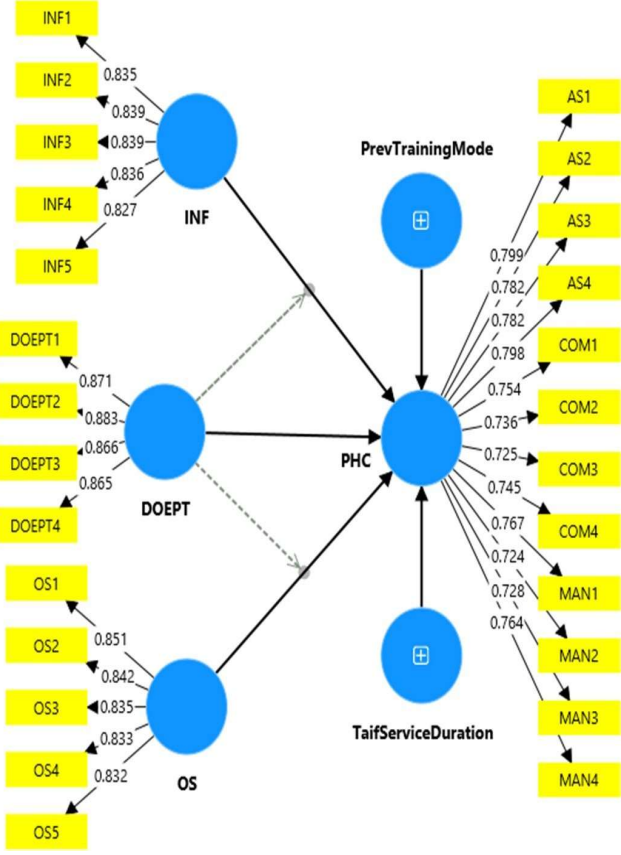 INF1
INF2
INF3
INF4
INF5
0.835
0.839
0.839
0.836
0.827
INF
DOEPT1
DOEPT2
DOEPT3
DOEPT4
0.871
0.883
0.866
0.865
DOEPT
OS1
OS2
OS3
OS4
OS5
0.851
0.842
0.835
0.833
0.832
OS
PrevTrainingMode
PHC
TaifServiceDuration
0.799
0.782
0.782
0.798
0.754
0.736
0.725
0.745
0.767
0.724
0.728
0.764
AS1
AS2
AS3
AS4
COM1
COM2
COM3
COM4
MAN1
MAN2
MAN3
MAN4